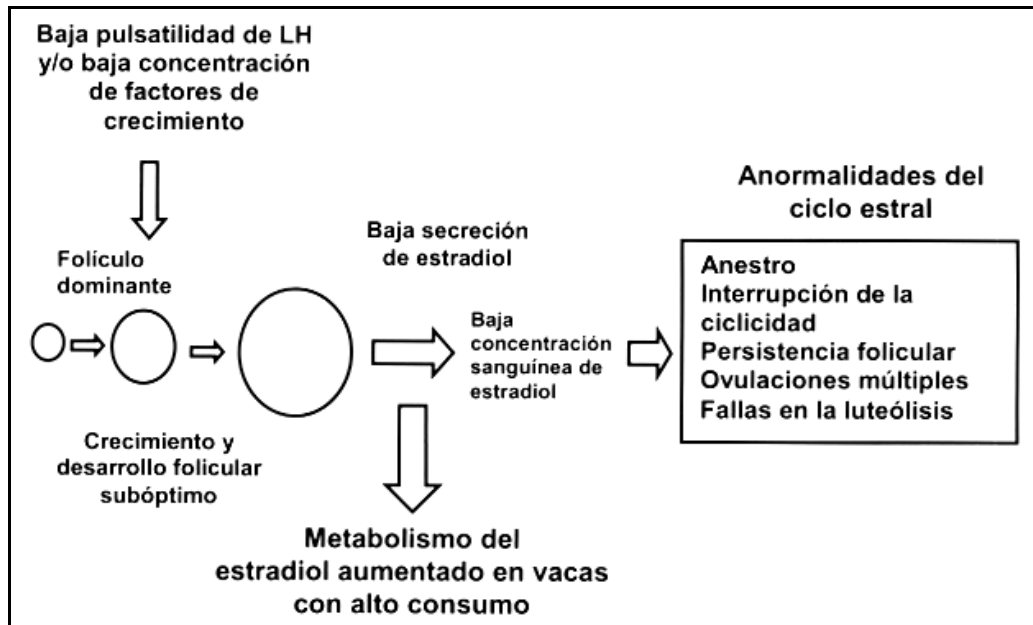 Baja pulsatilidad de LH
y/o baja concentración
de factores de
crecimiento
Folículo
dominante
Crecimiento y
desarrollo folicular
subóptimo
Baja secreción
de estradiol
Baja
concentración
sanguínea de
estradiol
Metabolismo del
estradiol aumentado en vacas
con alto consumo
Anormalidades del
ciclo estral
Anestro
Interrupción de la
ciclicidad
Persistencia folicular
Ovulaciones múltiples
Fallas en la luteólisis